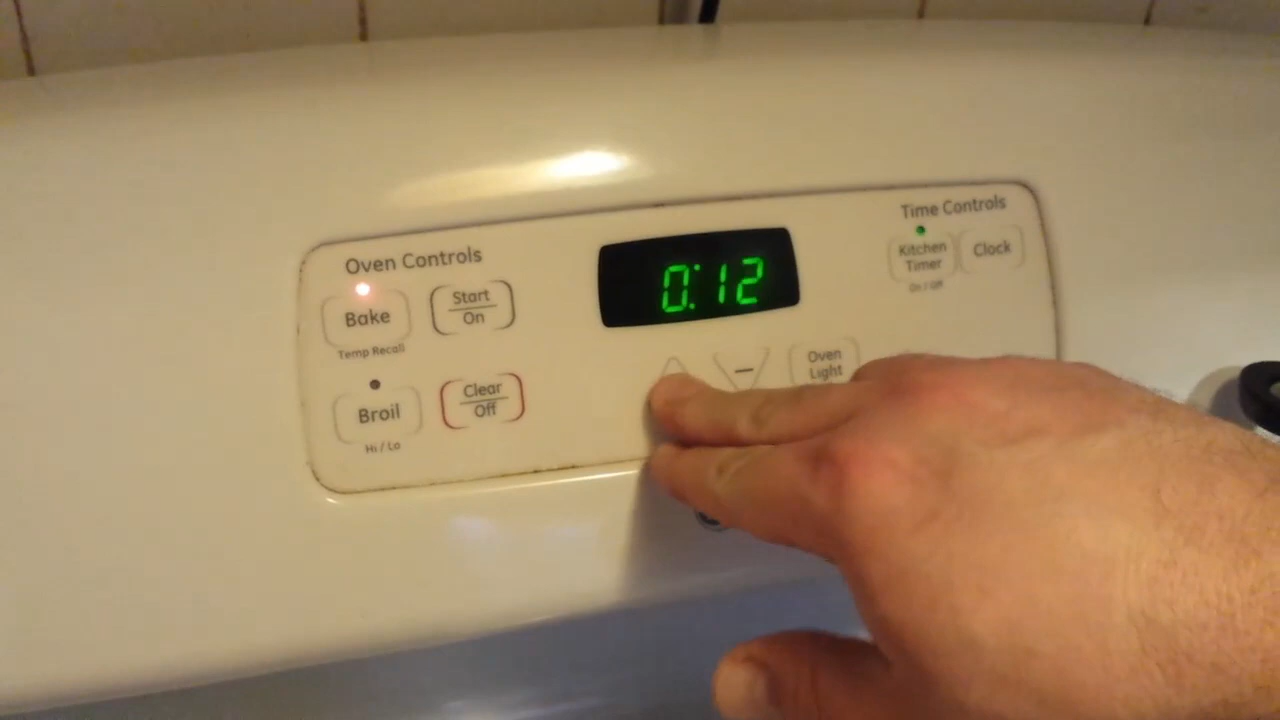 Oven Controls
Bake
Temp Recall
Start
On
Broil
Hi / Lo
Clear
Off
0:12
Oven
Light
Time Controls
Kitchen
Timer
On / Off
Clock